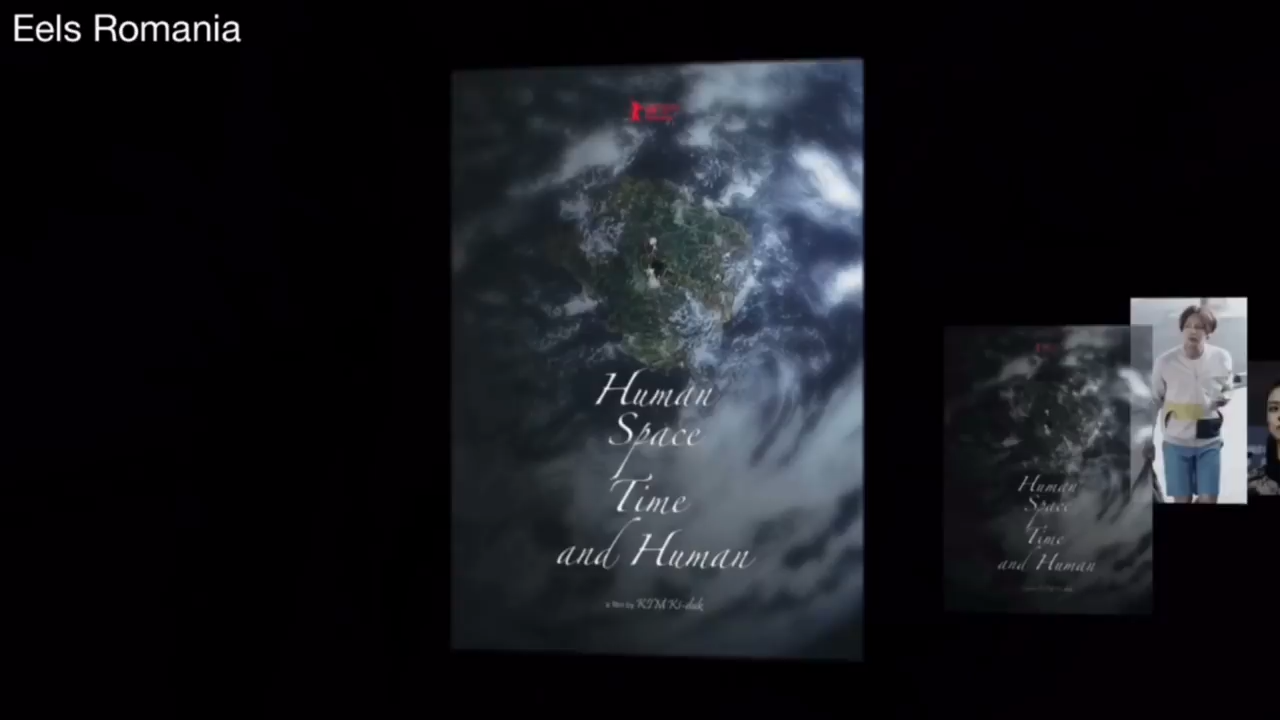 Eels Romania
Human
Space
Time
and Human
a film by KIM Ki-duk
Human
Space
Time
and Human